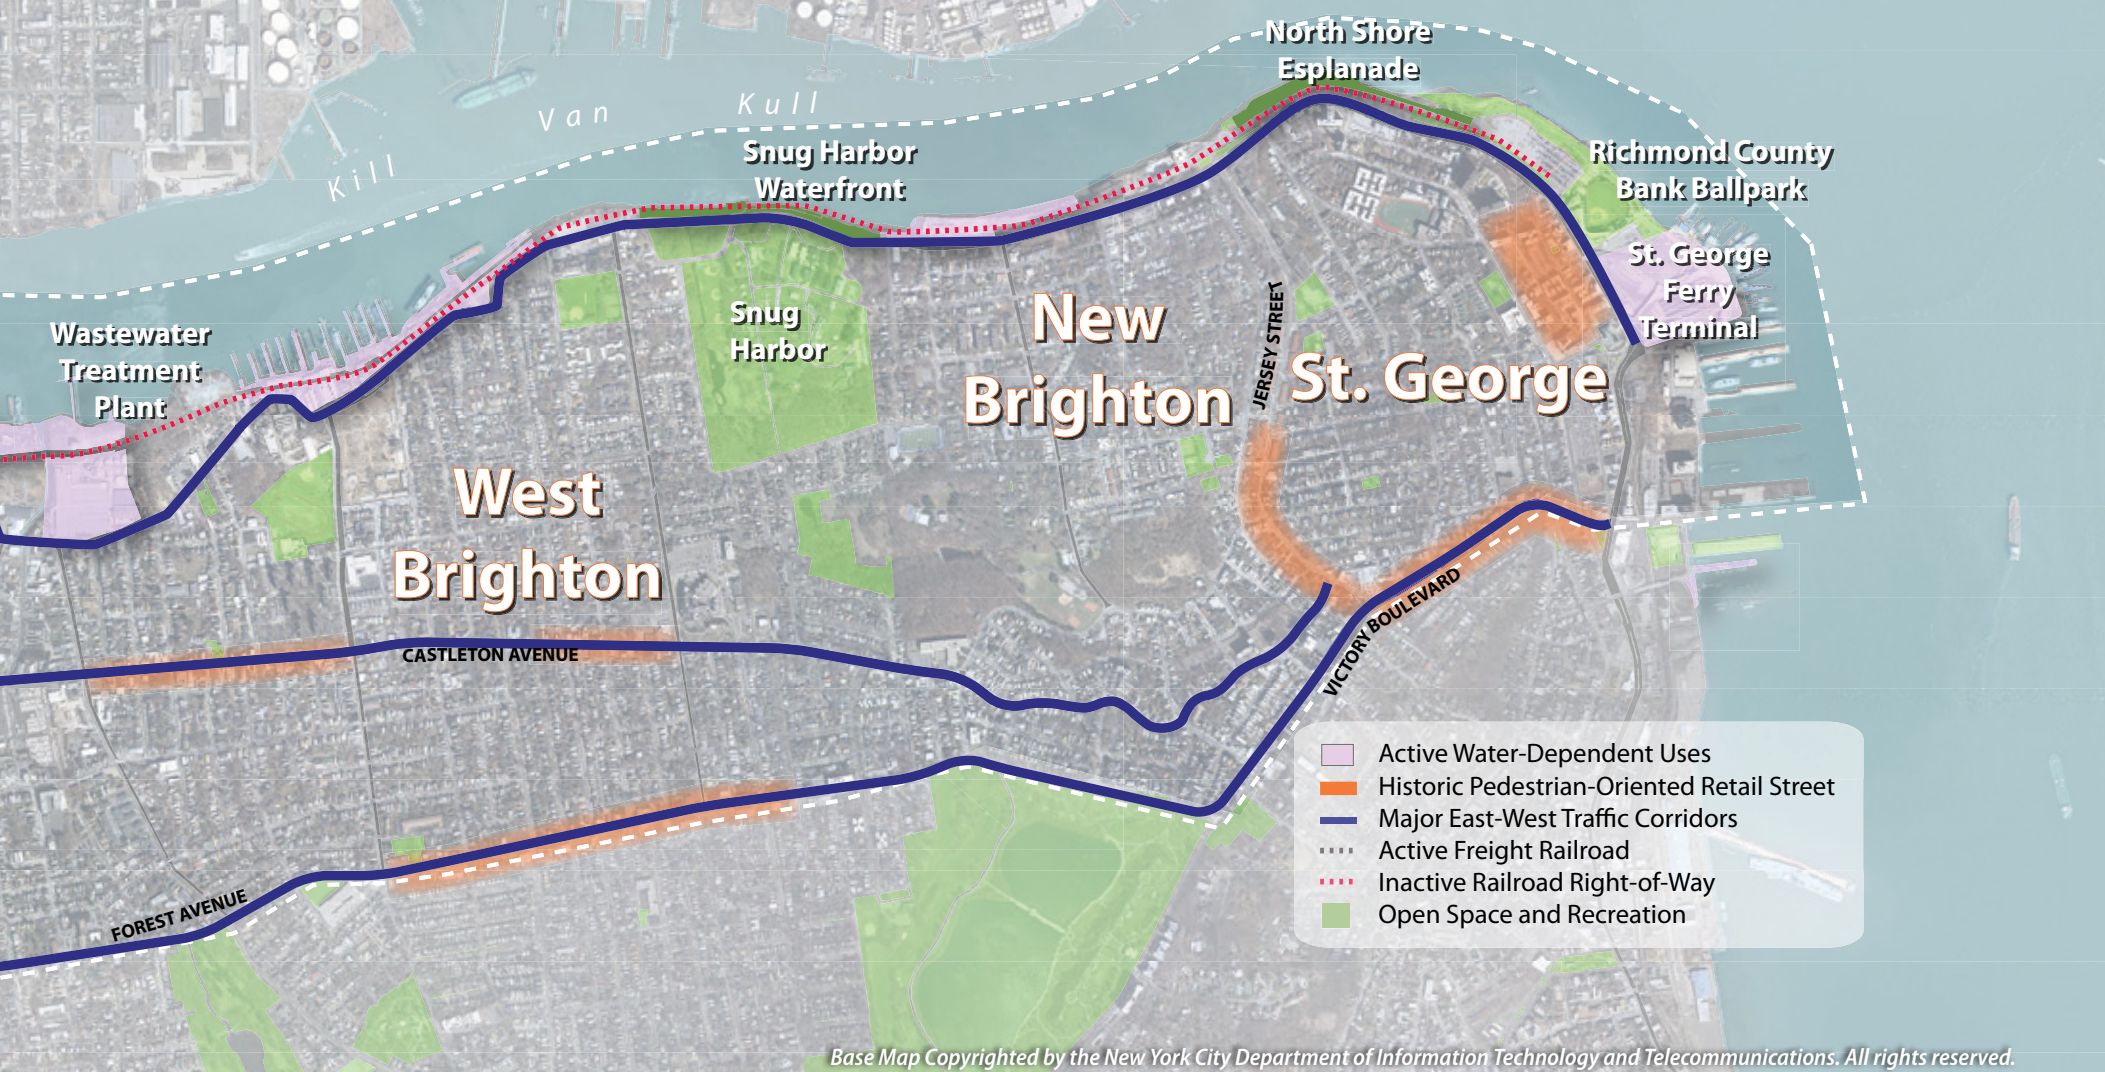 North Shore
Esplanade
Kill
Van
Kull
Snug Harbor
Waterfront
Richmond County
Bank Ballpark
St. George
Ferry
Terminal
Wastewater
Treatment
Plant
Snug
Harbor
New
Brighton
JERSEY STREET
St. George
West
Brighton
CASTLETON AVENUE
VICTORY BOULEVARD
FOREST AVENUE
Active Water-Dependent Uses
Historic Pedestrian-Oriented Retail Street
Major East-West Traffic Corridors
Active Freight Railroad
Inactive Railroad Right-of-Way
Open Space and Recreation
Base Map Copyrighted by the New York City Department of Information Technology and Telecommunications. All rights reserved.